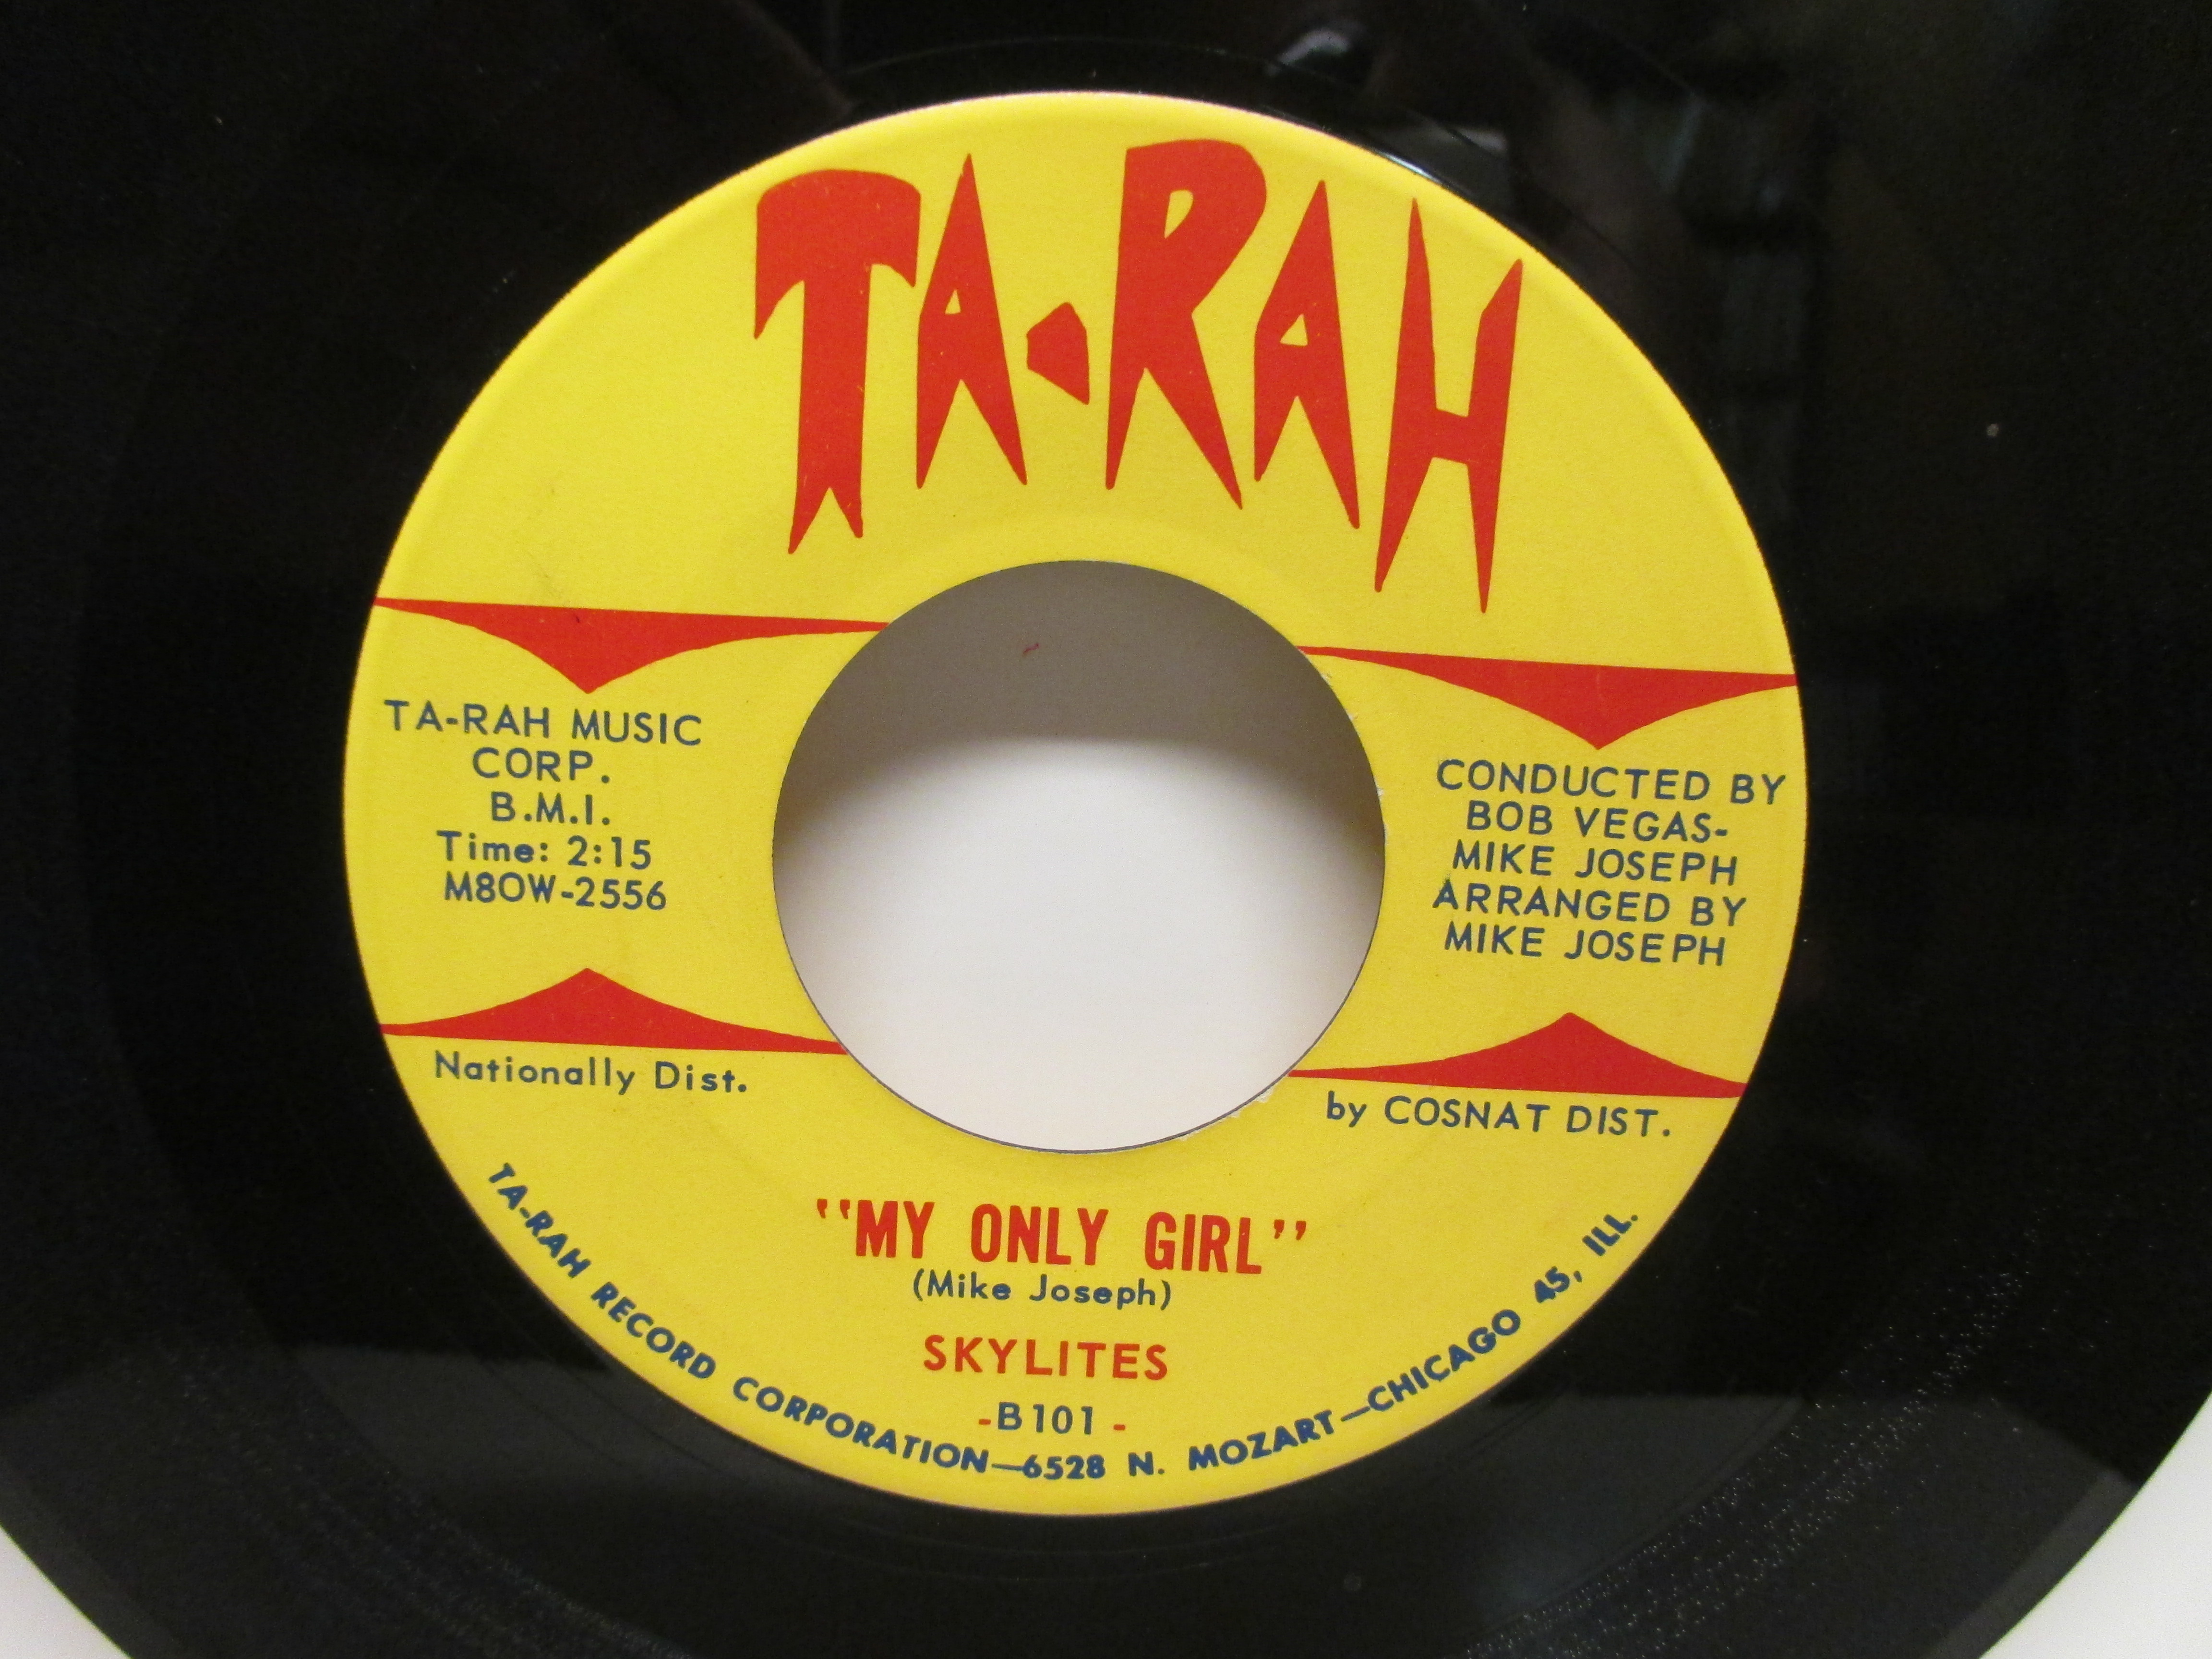 TA-RAH
TA-RAH MUSIC
CORP.
B.M.I.
Time: 2:15
M8OW-2556
CONDUCTED BY
BOB VEGAS-
MIKE JOSEPH
ARRANGED BY
MIKE JOSEPH
Nationally Dist.
by COSNAT DIST.
"MY ONLY GIRL"
(Mike Joseph)
SKYLITES
-B101-
TA-RAH RECORD CORPORATION—6528 N. MOZART—CHICAGO 45, ILL.